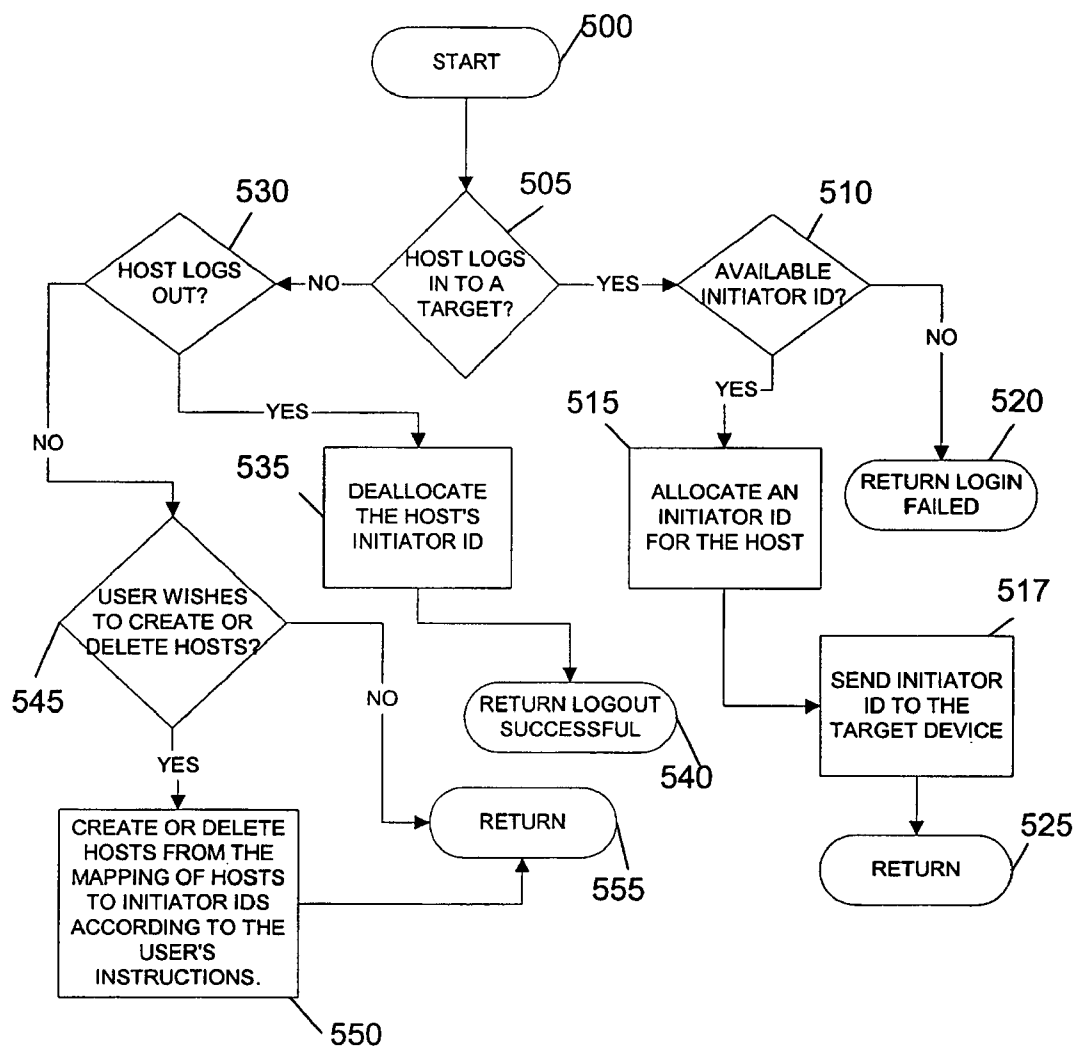 500
START
530
505
510
HOST LOGS
OUT?
NO
HOST LOGS
IN TO A
TARGET?
YES
AVAILABLE
INITIATOR ID?
NO
YES
YES
NO
515
520
535
DEALLOCATE
THE HOST'S
INITIATOR ID
ALLOCATE AN
INITIATOR ID
FOR THE HOST
RETURN LOGIN
FAILED
USER WISHES
TO CREATE OR
DELETE HOSTS?
545
NO
517
SEND INITIATOR
ID TO THE
TARGET DEVICE
RETURN LOGOUT
SUCCESSFUL
540
YES
CREATE OR DELETE
HOSTS FROM THE
MAPPING OF HOSTS
TO INITIATOR IDS
ACCORDING TO THE
USER'S
INSTRUCTIONS.
550
RETURN
555
RETURN
525